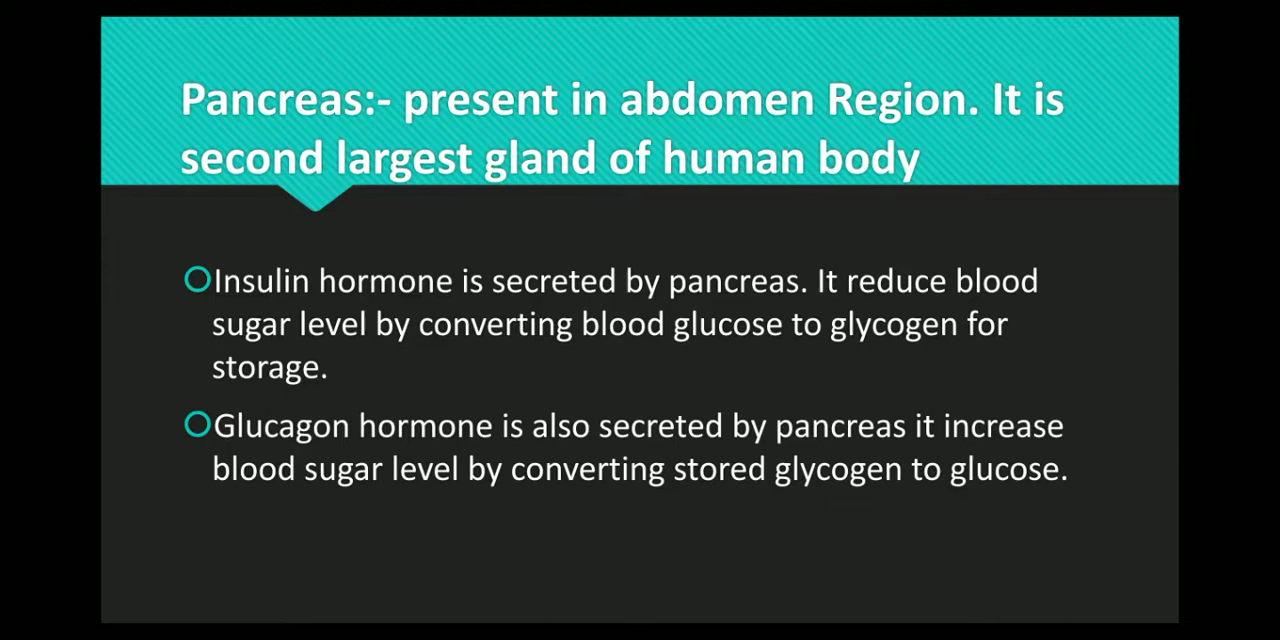 Pancreas:- present in abdomen Region. It is
second largest gland of human body
Insulin hormone is secreted by pancreas. It reduce blood
sugar level by converting blood glucose to glycogen for
storage.
Glucagon hormone is also secreted by pancreas it increase
blood sugar level by converting stored glycogen to glucose.